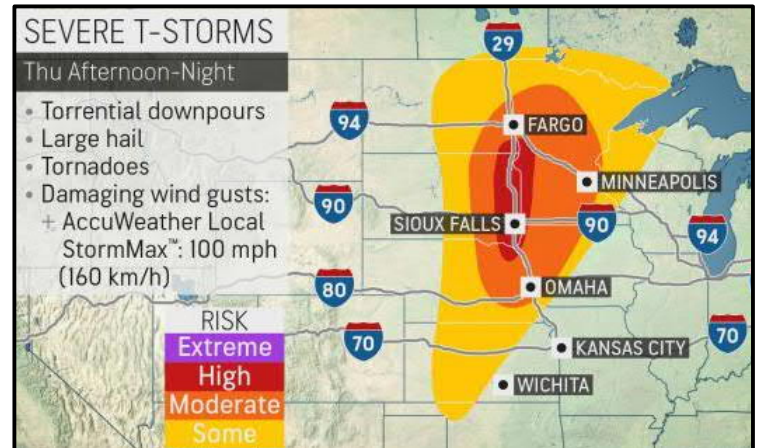 SEVERE T-STORMS
Thu Afternoon-Night
• Torrential downpours
• Large hail
• Tornadoes
• Damaging wind gusts:
+ AccuWeather Local
StormMax™: 100 mph
(160 km/h)
RISK
Extreme
High
Moderate
Some
29
94
FARGO
MINNEAPOLIS
90
SIOUX FALLS
90
94
80
OMAHA
70
KANSAS CITY
70
WICHITA